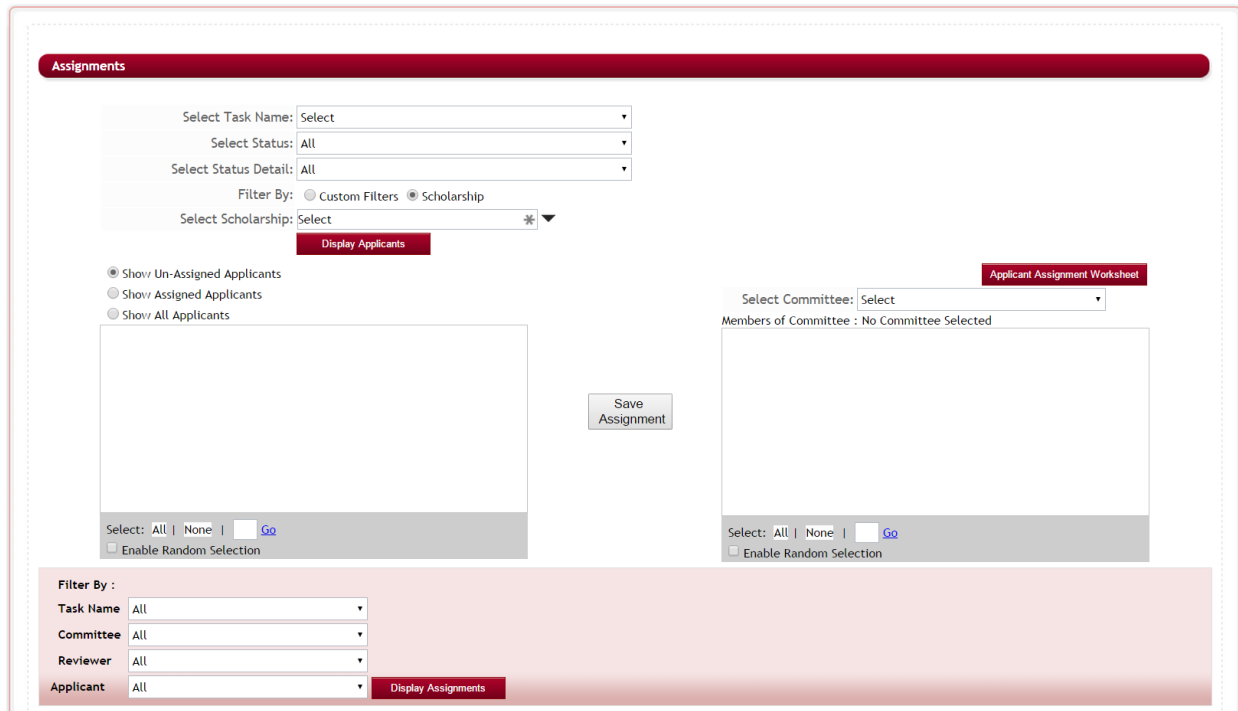 Assignments
Select Task Name: Select
Select Status: All
Select Status Detail: All
Filter By: Custom Filters Scholarship
Select Scholarship: Select
Display Applicants
Show Un-Assigned Applicants
Show Assigned Applicants
Show All Applicants
Applicant Assignment Worksheet
Select Committee: Select
Members of Committee : No Committee Selected
Save
Assignment
Select: All | None | Go
Enable Random Selection
Select: All | None | Go
Enable Random Selection
Filter By :
Task Name All
Committee All
Reviewer All
Applicant All Display Assignments